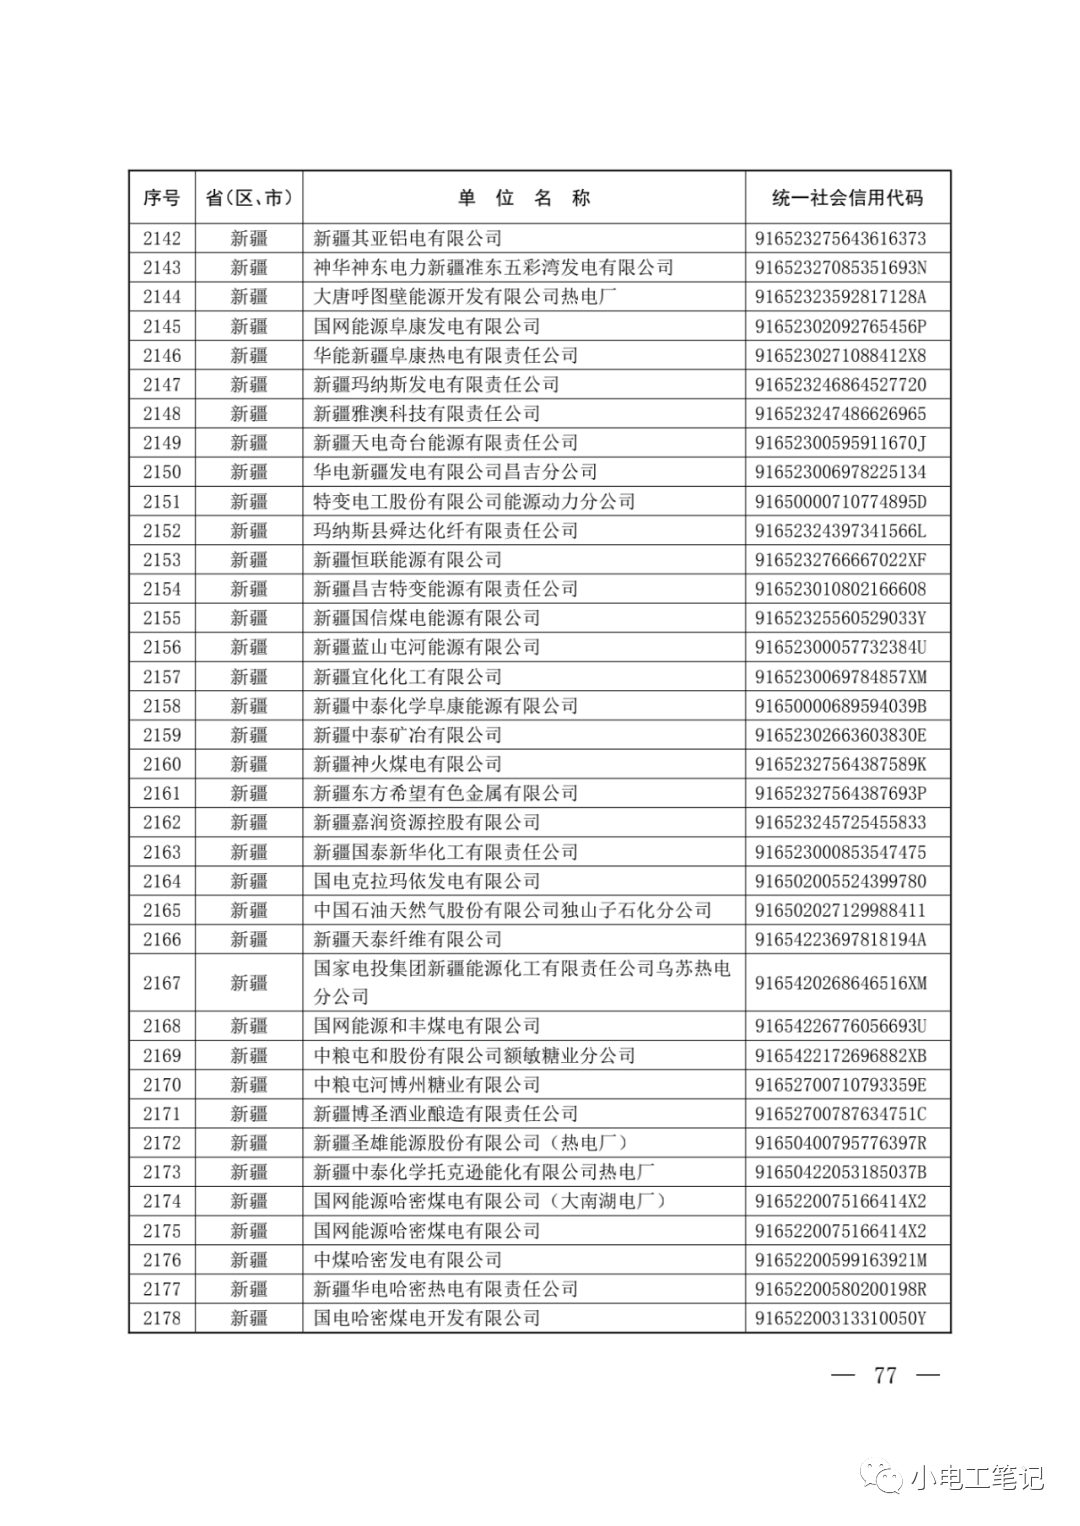 序号 省(区、市) 单位名称 统一社会信用代码
2142 新疆 新疆其亚铝电有限公司 916523275643616373
2143 新疆 神华神东电力新疆准东五彩湾发电有限公司 91652327085351693N
2144 新疆 大唐呼图壁能源开发有限公司热电厂 91652323592817128A
2145 新疆 国网能源阜康发电有限公司 91652302092765456P
2146 新疆 华能新疆阜康热电有限责任公司 9165230271088412X8
2147 新疆 新疆玛纳斯发电有限责任公司 916523246864527720
2148 新疆 新疆雅澳科技有限责任公司 916523247486626965
2149 新疆 新疆天电奇台能源有限责任公司 91652300595911670J
2150 新疆 华电新疆发电有限公司昌吉分公司 916523006978225134
2151 新疆 特变电工股份有限公司能源动力分公司 91650000710774895D
2152 新疆 玛纳斯县舜达化纤有限责任公司 91652324397341566L
2153 新疆 新疆恒联能源有限公司 9165232766667022XF
2154 新疆 新疆昌吉特变能源有限责任公司 916523010802166608
2155 新疆 新疆国信煤电能源有限公司 91652325560529033Y
2156 新疆 新疆蓝山屯河能源有限公司 91652300057732384U
2157 新疆 新疆宜化化工有限公司 9165230069784857XM
2158 新疆 新疆中泰化学阜康能源有限公司 91650000689594039B
2159 新疆 新疆中泰矿冶有限公司 91652302663603830E
2160 新疆 新疆神火煤电有限公司 91652327564387589K
2161 新疆 新疆东方希望有色金属有限公司 91652327564387693P
2162 新疆 新疆嘉润资源控股有限公司 916523245725455833
2163 新疆 新疆国泰新华化工有限责任公司 916523000853547475
2164 新疆 国电克拉玛依发电有限公司 916502005524399780
2165 新疆 中国石油天然气股份有限公司独山子石化分公司 916502027129988411
2166 新疆 新疆天泰纤维有限公司 91654223697818194A
2167 新疆 国家电投集团新疆能源化工有限责任公司乌苏热电 9165420268646516XM
分公司
2168 新疆 国网能源和丰煤电有限公司 91654226776056693U
2169 新疆 中粮屯和股份有限公司额敏糖业分公司 9165422172696882XB
2170 新疆 中粮屯河博州糖业有限公司 91652700710793359E
2171 新疆 新疆博圣酒业酿造有限责任公司 91652700787634751C
2172 新疆 新疆圣雄能源股份有限公司(热电厂) 91650400795776397R
2173 新疆 新疆中泰化学托克逊能化有限公司热电厂 91650422053185037B
2174 新疆 国网能源哈密煤电有限公司(大南湖电厂) 9165220075166414X2
2175 新疆 国网能源哈密煤电有限公司 9165220075166414X2
2176 新疆 中煤哈密发电有限公司 91652200599163921M
2177 新疆 新疆华电哈密热电有限责任公司 91652200580200198R
2178 新疆 国电哈密煤电开发有限公司 91652200313310050Y
— 77 —
小电工笔记